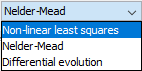 Nelder-Mead
Non-linear least squares
Nelder-Mead
Differential evolution